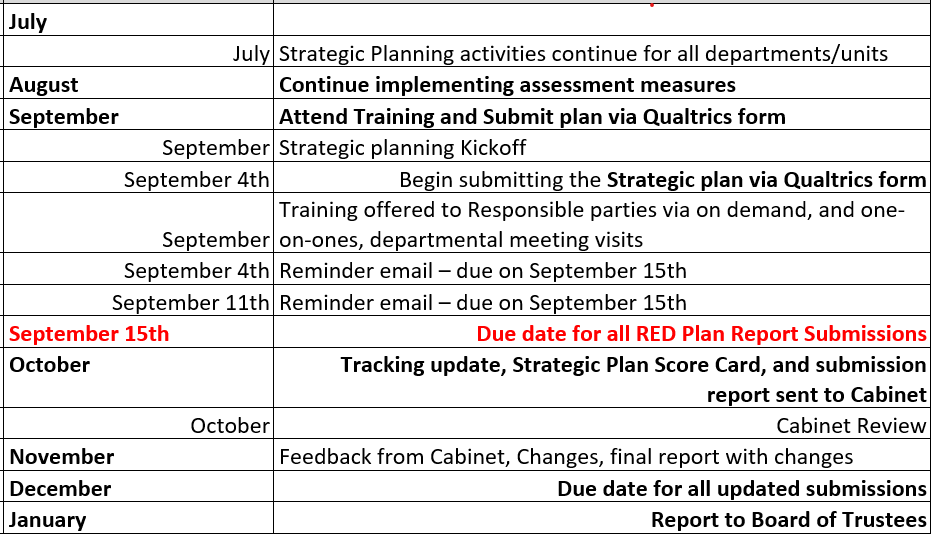 July
July Strategic Planning activities continue for all departments/units
August Continue implementing assessment measures
September Attend Training and Submit plan via Qualtrics form
September Strategic planning Kickoff
September 4th Begin submitting the Strategic plan via Qualtrics form
Training offered to Responsible parties via on demand, and one-
September on-ones, departmental meeting visits
September 4th Reminder email – due on September 15th
September 11th Reminder email – due on September 15th
September 15th Due date for all RED Plan Report Submissions
October Tracking update, Strategic Plan Score Card, and submission
report sent to Cabinet
October Cabinet Review
November Feedback from Cabinet, Changes, final report with changes
December Due date for all updated submissions
January Report to Board of Trustees